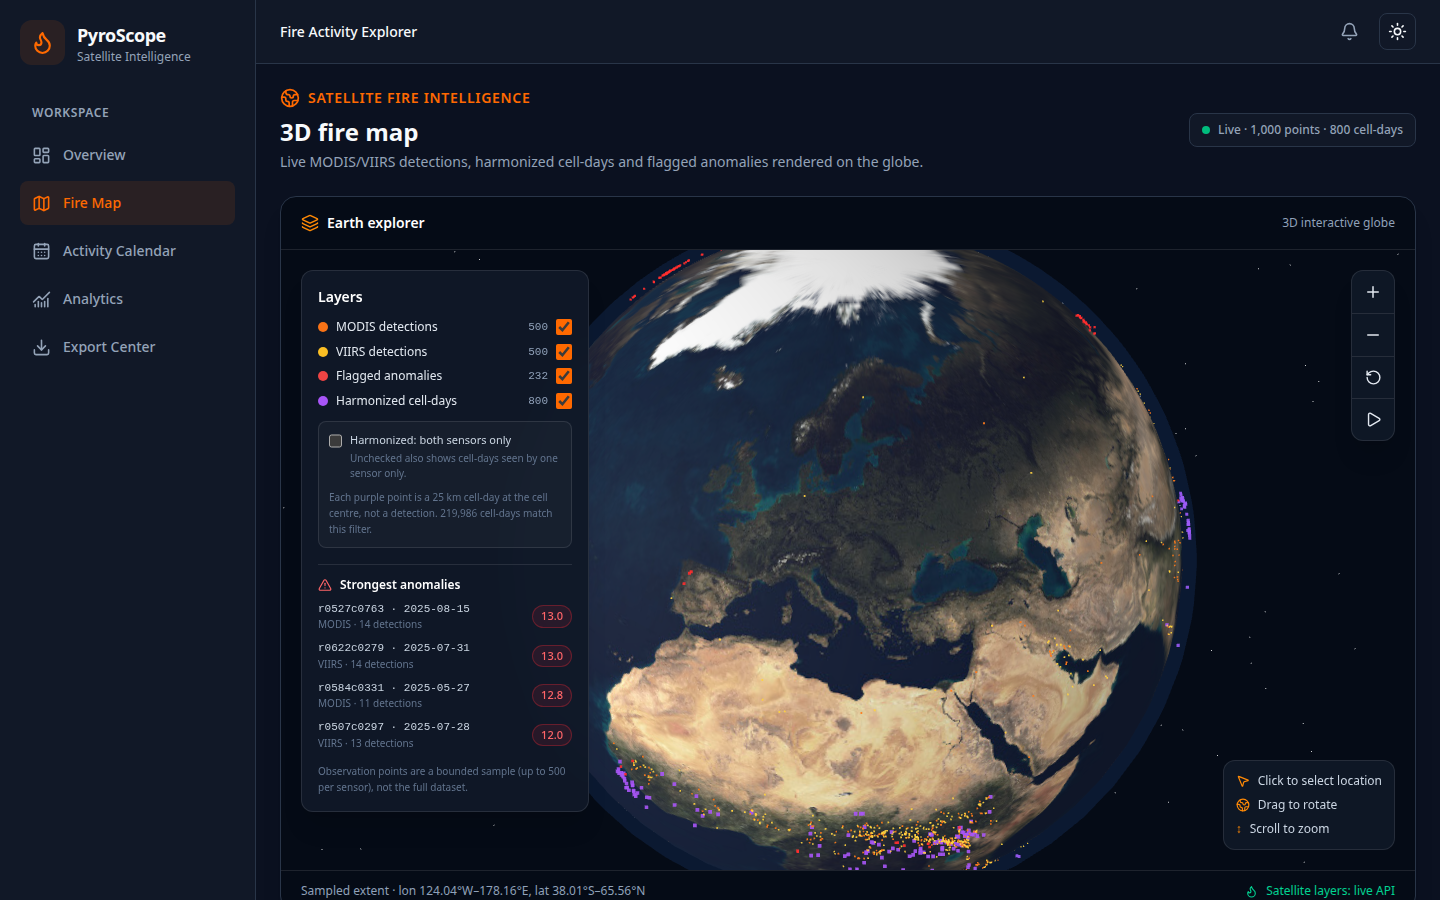 PyroScope
Satellite Intelligence
WORKSPACE
Overview
Fire Map
Activity Calendar
Analytics
Export Center
Fire Activity Explorer
SATELLITE FIRE INTELLIGENCE
3D fire map
Live MODIS/VIIRS detections, harmonized cell-days and flagged anomalies rendered on the globe.
Live · 1,000 points · 800 cell-days
Earth explorer
3D interactive globe
Layers
MODIS detections 500
VIIRS detections 500
Flagged anomalies 232
Harmonized cell-days 800
Harmonized: both sensors only
Unchecked also shows cell-days seen by one
sensor only.
Each purple point is a 25 km cell-day at the cell
centre, not a detection. 219,986 cell-days match
this filter.
Strongest anomalies
r0527c0763 · 2025-08-15
MODIS · 14 detections
13.0
r0622c0279 · 2025-07-31
VIIRS · 14 detections
13.0
r0584c0331 · 2025-05-27
MODIS · 11 detections
12.8
r0507c0297 · 2025-07-28
VIIRS · 13 detections
12.0
Observation points are a bounded sample (up to 500
per sensor), not the full dataset.
Click to select location
Drag to rotate
Scroll to zoom
Sampled extent · lon 124.04°W–178.16°E, lat 38.01°S–65.56°N
Satellite layers: live API